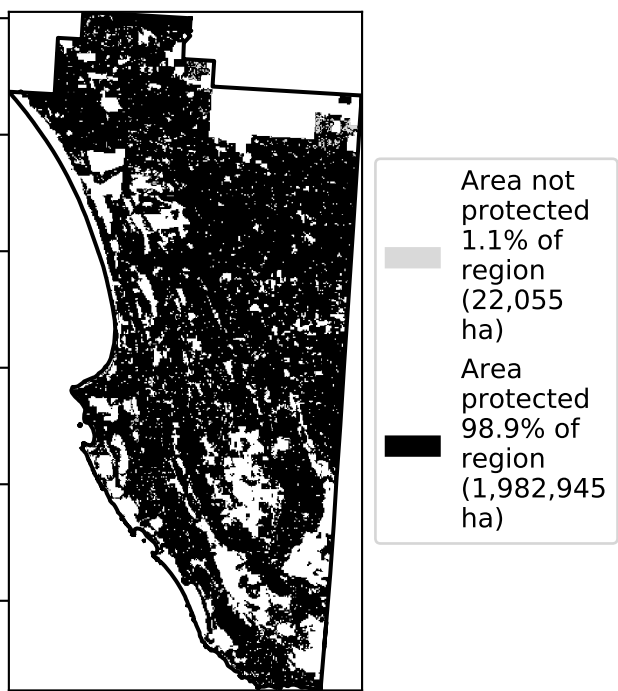 Area not
protected
1.1% of
region
(22,055
ha)
Area
protected
98.9% of
region
(1,982,945
ha)